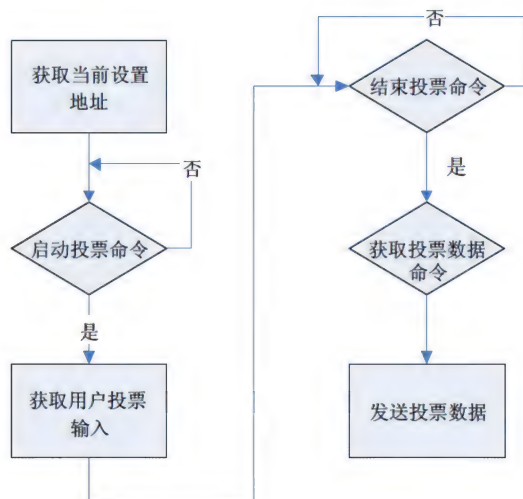 获取当前设置
地址
否
启动投票命令
是
获取用户投票
输入
否
结束投票命令
是
获取投票数据
命令
发送投票数据